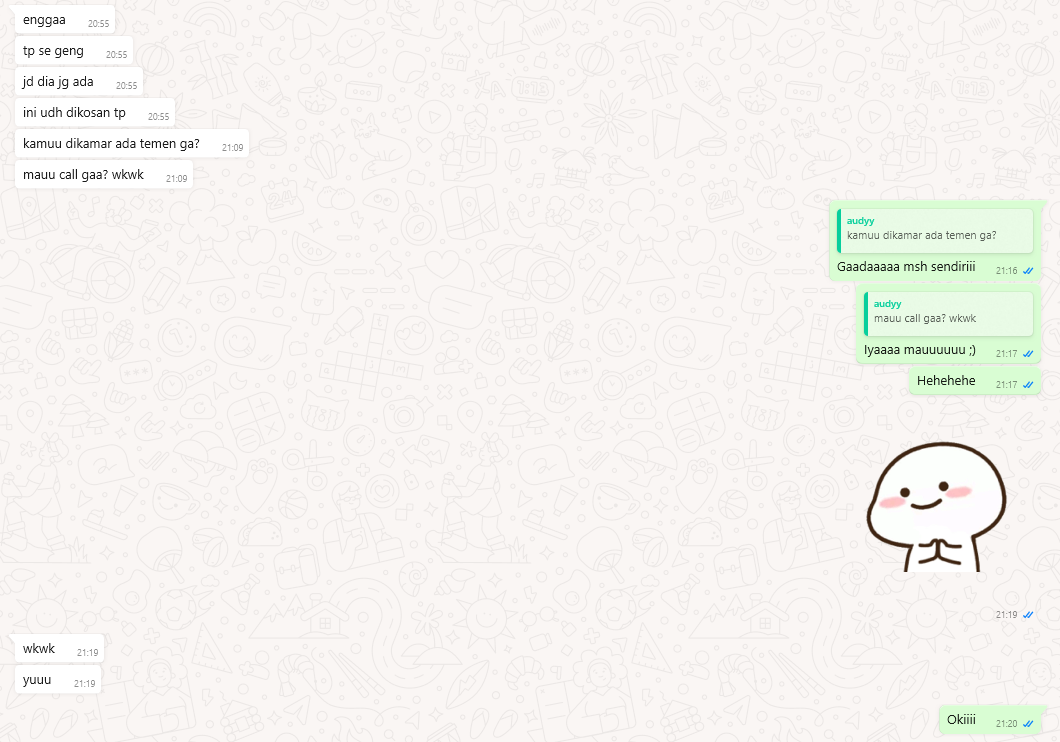 enggaa 20:55
tp se geng 20:55
jd dia jg ada 20:55
ini udh dikosan tp 20:55
kamuu dikamar ada temen ga? 21:09
mauu call gaa? wkwk 21:09
audyy
kamuu dikamar ada temen ga?
Gaadaaaaa msh sendiriii 21:16
audyy
mauu call gaa? wkwk
Iyaaaa mauuuuuu ;) 21:17
Hehehehe 21:17
21:19
wkwk 21:19
yuuu 21:19
Okiiii 21:20